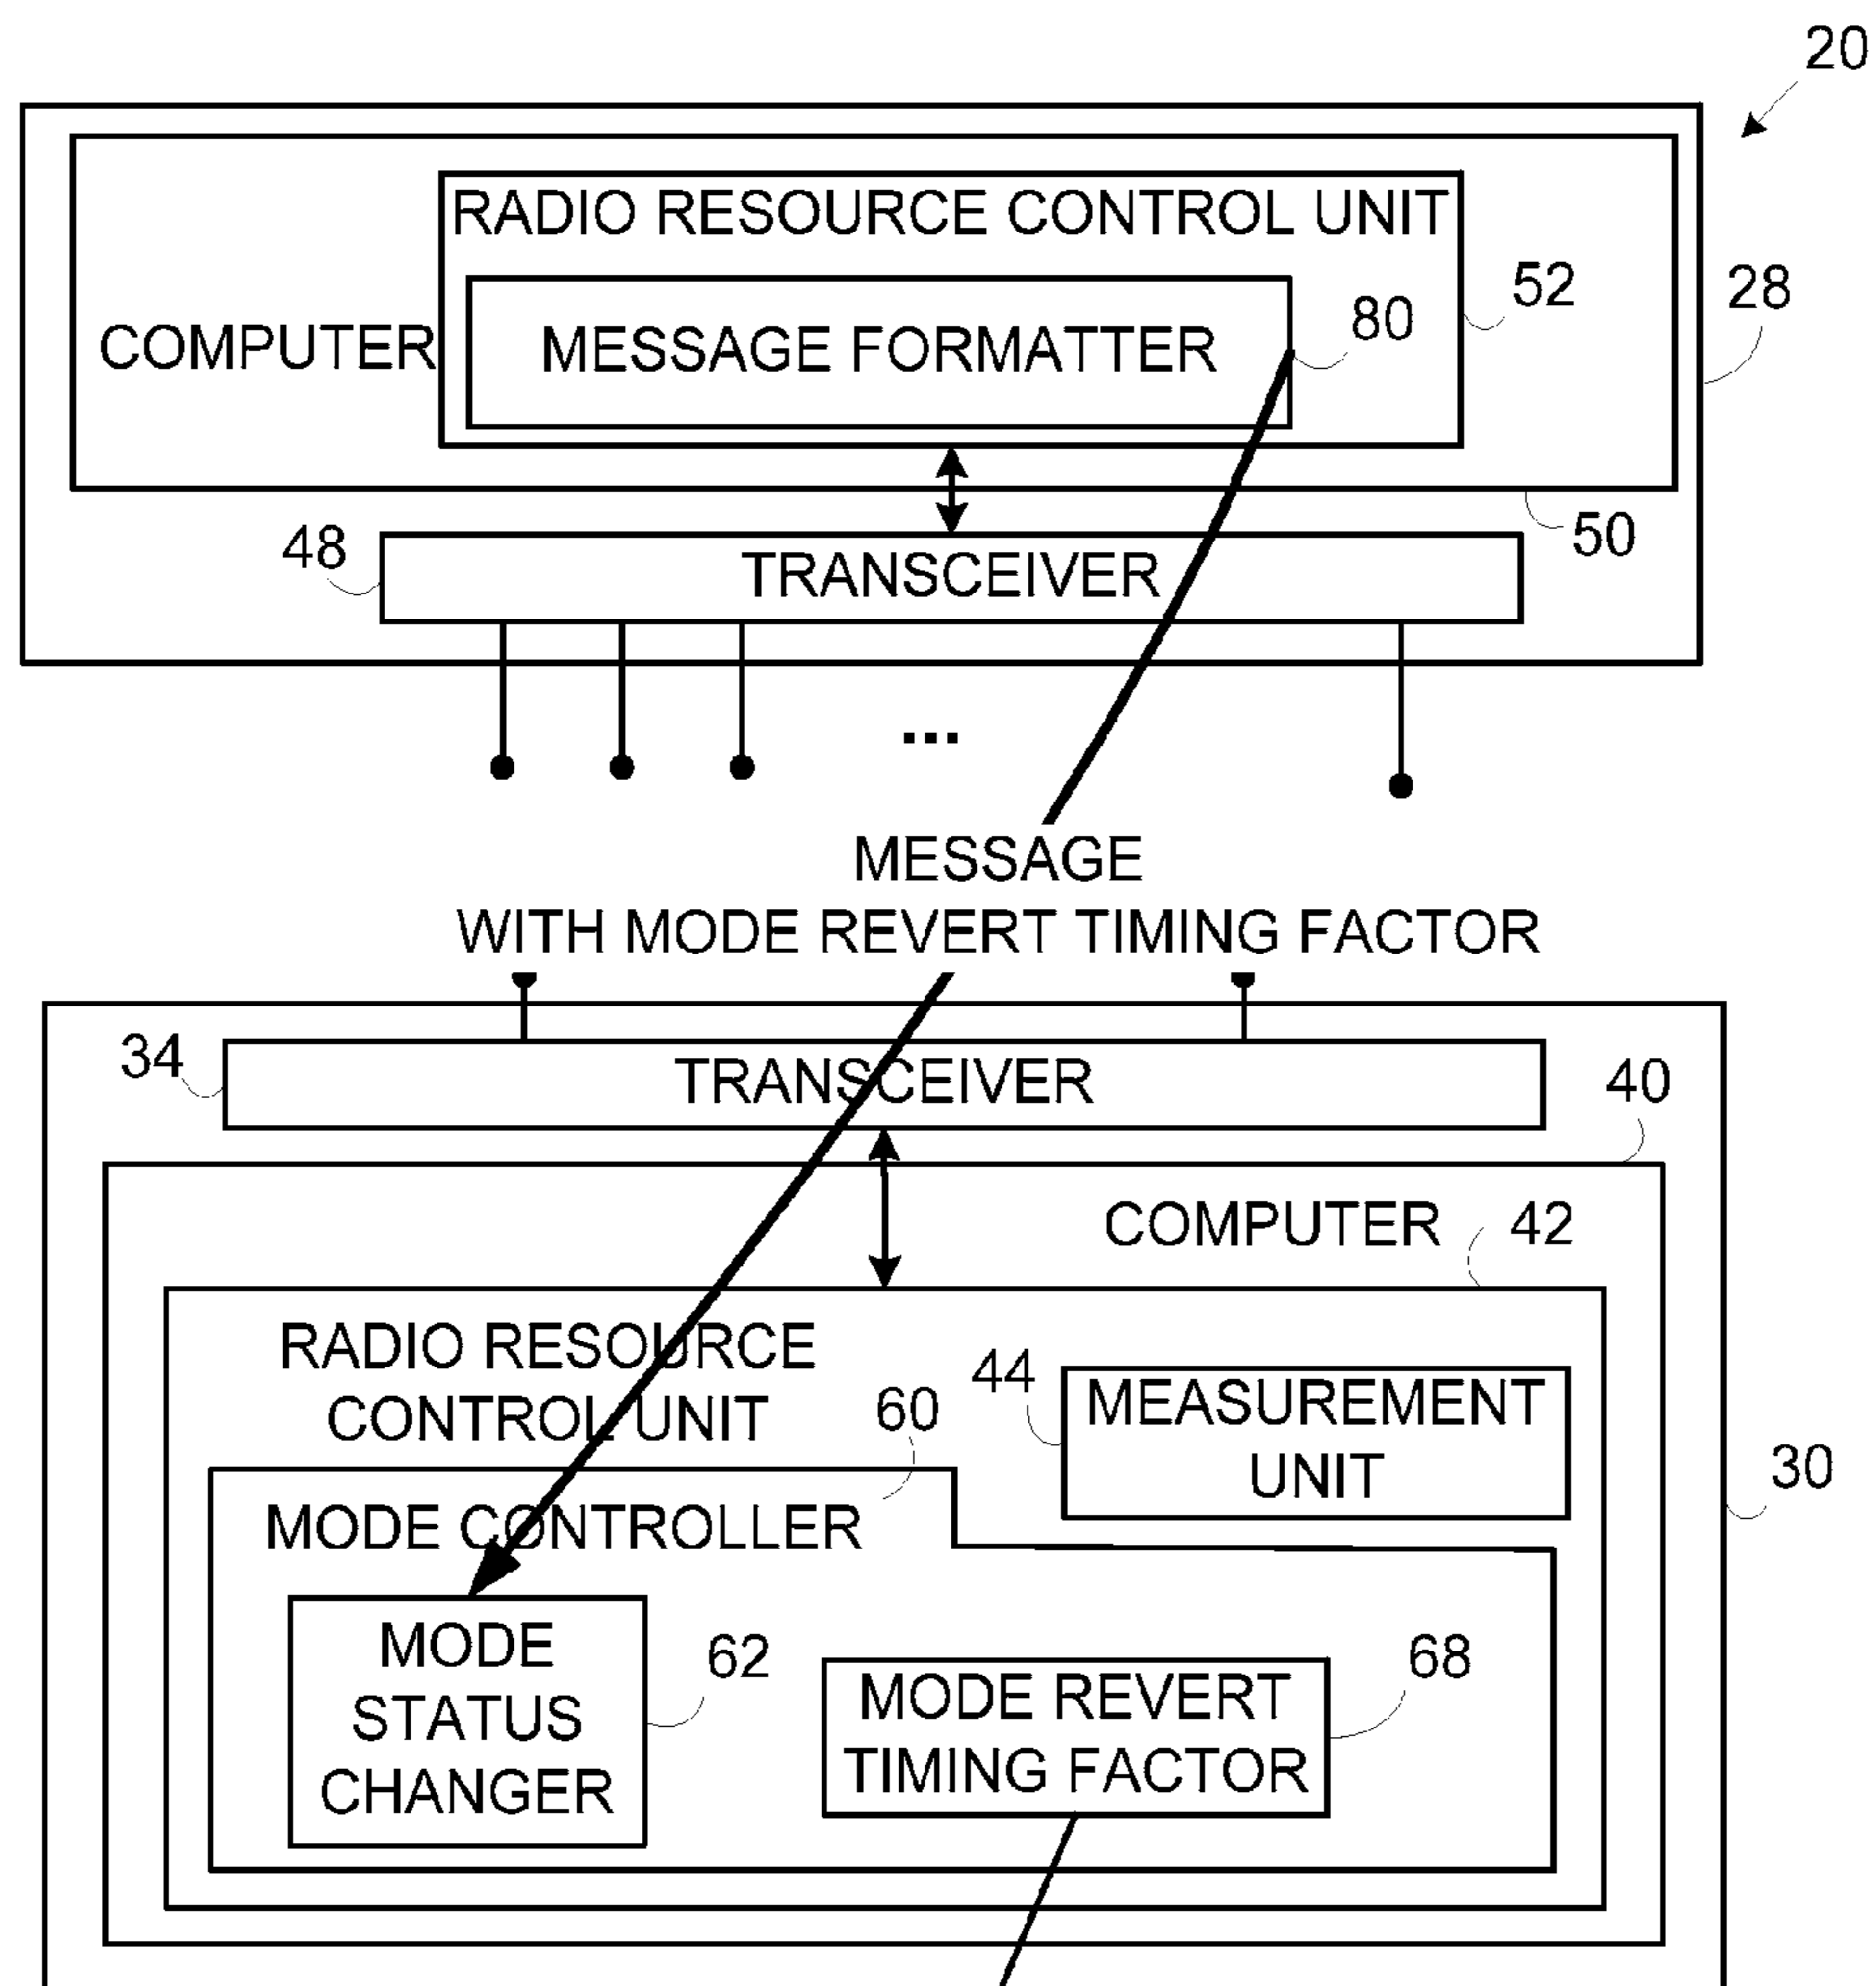 20
RADIO RESOURCE CONTROL UNIT
52
28
COMPUTER
MESSAGE FORMATTER
80
48
TRANSCEIVER
50
...
MESSAGE
WITH MODE REVERT TIMING FACTOR
34
TRANSCEIVER
40
COMPUTER
42
RADIO RESOURCE
CONTROL UNIT
60
44
MEASUREMENT
UNIT
30
MODE CONTROLLER
MODE
STATUS
CHANGER
62
MODE REVERT
TIMING FACTOR
68